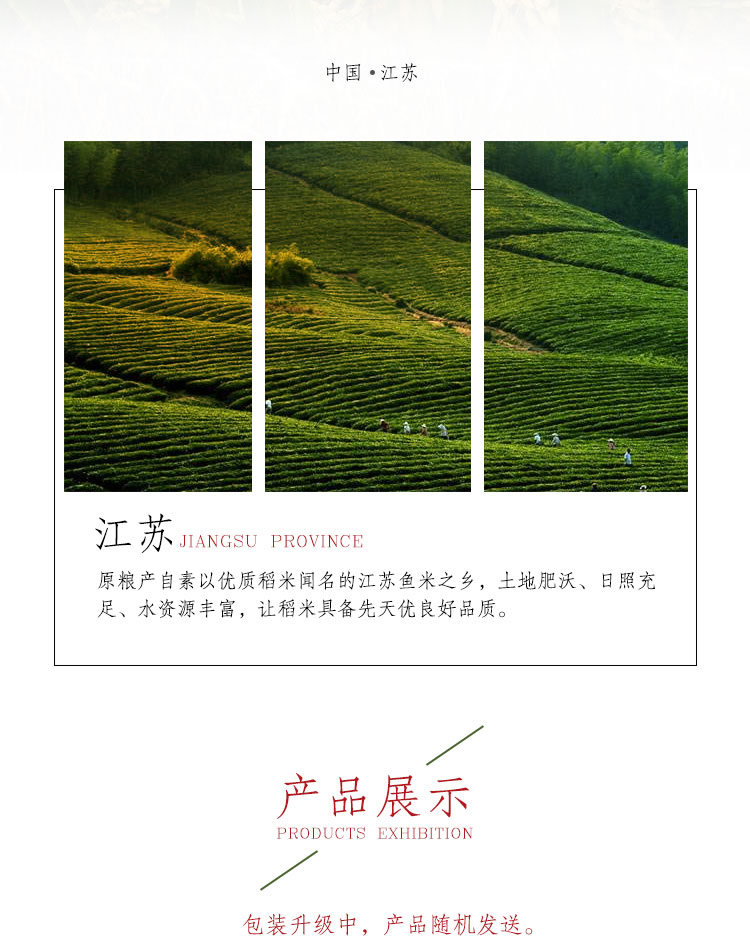 中国·江苏
江苏 JIANGSU PROVINCE
原粮产自素以优质稻米闻名的江苏鱼米之乡，土地肥沃、日照充
足、水资源丰富，让稻米具备先天优良好品质。
产品展示
PRODUCTS EXHIBITION
包装升级中，产品随机发送。